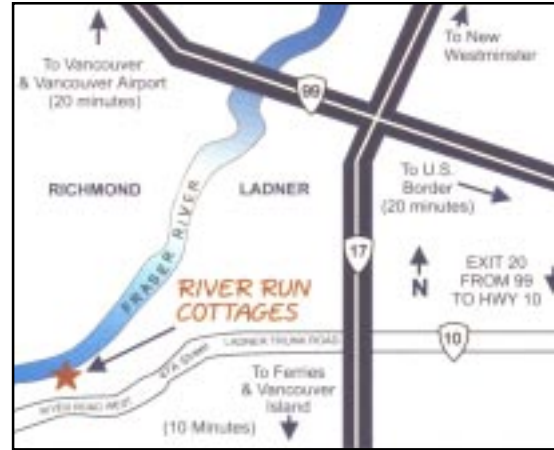 To Vancouver
& Vancouver Airport
(20 minutes)
To New
Westminster
99
RICHMOND
LADNER
To U.S.
Border
(20 minutes)
FRASER RIVER
17
N
EXIT 20
FROM 99
TO HWY 10
RIVER RUN
COTTAGES
10
LADNER TRUNK ROAD
47A Street
RIVER ROAD WEST
To Ferries
& Vancouver
Island
(10 Minutes)